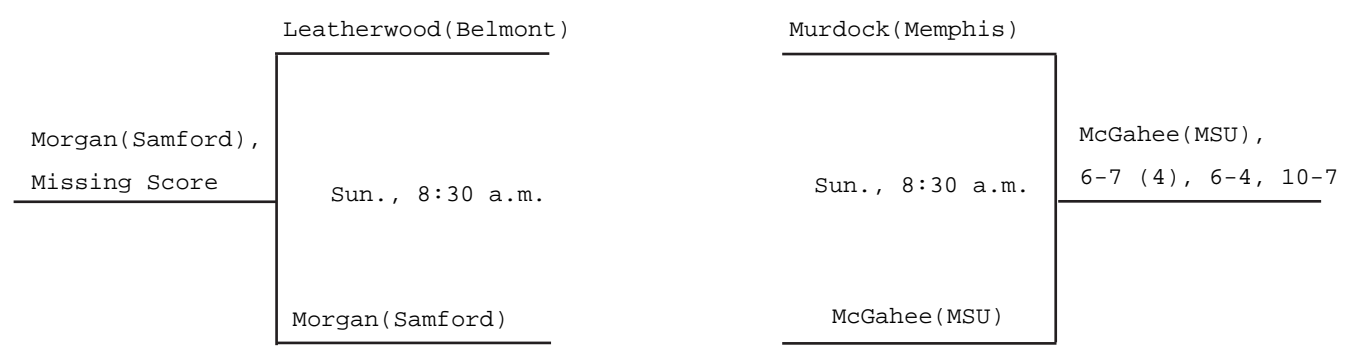 Leatherwood(Belmont)
Murdock(Memphis)
Morgan(Samford),
Missing Score
Sun., 8:30 a.m.
Sun., 8:30 a.m.
McGahee(MSU),
6-7 (4), 6-4, 10-7
Morgan(Samford)
McGahee(MSU)